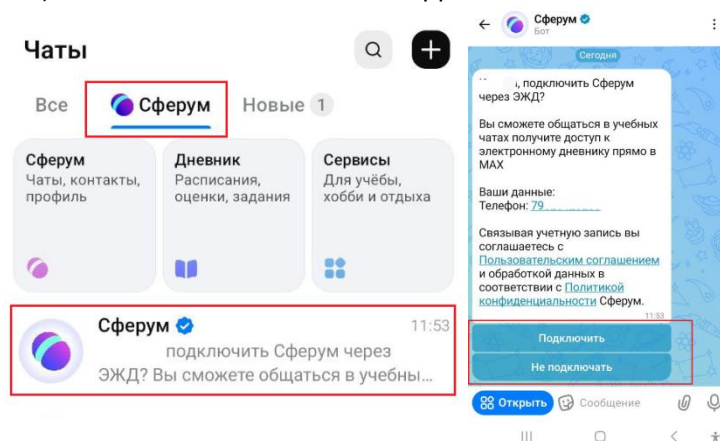 Чаты
Все
Сферум
Новые 1
Сферум
Чаты, контакты,
профиль
Дневник
Расписания,
оценки, задания
Сервисы
Для учёбы,
хобби и отдыха
Сферум
11:53
подключить Сферум через
ЭЖД? Вы сможете общаться в учебны...
Сферум
Бот
Сегодня
, подключить Сферум
через ЭЖД?
Вы сможете общаться в учебных
чатах получите доступ к
электронному дневнику прямо в
MAX
Ваши данные:
Телефон: 79
Связывая учетную запись вы
соглашаетесь с
Пользовательским соглашением
и обработкой данных в
соответствии с Политикой
конфиденциальности Сферум.
11:53
Подключить
Не подключать
Открыть
Сообщение